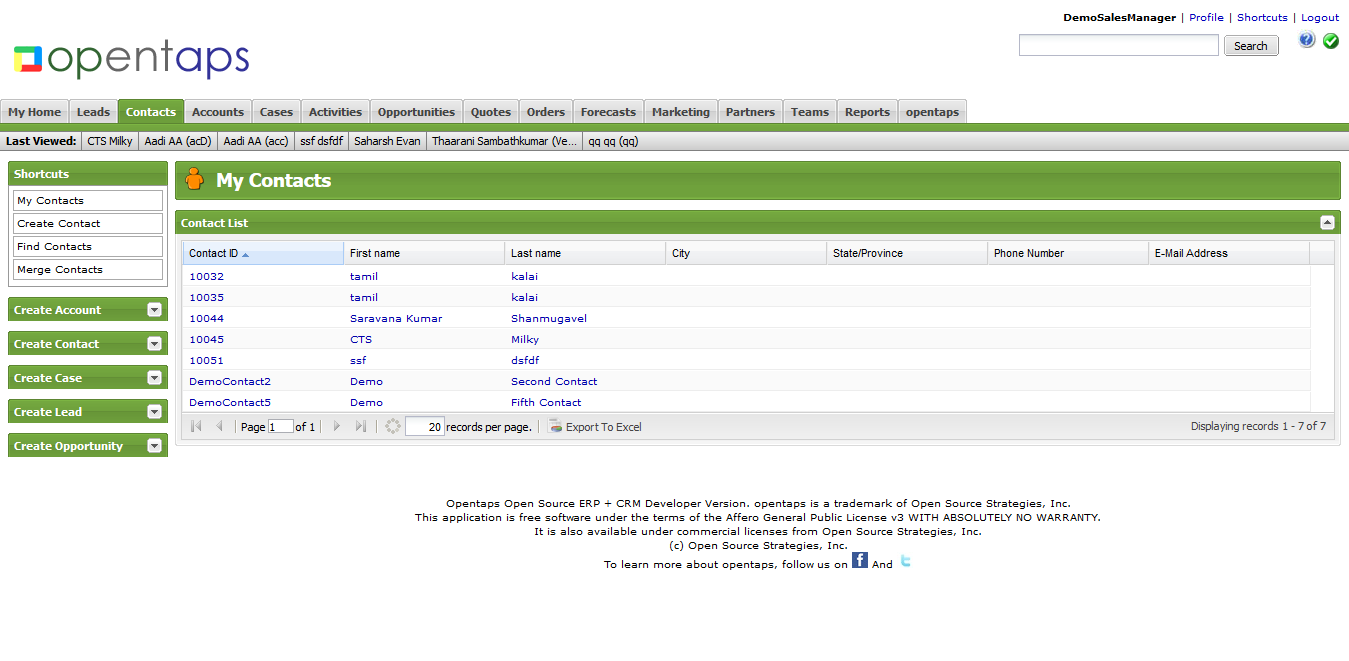 DemoSalesManager | Profile | Shortcuts | Logout
opentaps
Search
My Home Leads Contacts Accounts Cases Activities Opportunities Quotes Orders Forecasts Marketing Partners Teams Reports opentaps
Last Viewed: CTS Milky Aadi AA (acD) Aadi AA (acc) ssf dsfdf Saharsh Evan Thaarani Sambathkumar (Ve... qq qq (qq)
Shortcuts
My Contacts
Create Contact
Find Contacts
Merge Contacts
Create Account
Create Contact
Create Case
Create Lead
Create Opportunity
My Contacts
Contact List
Contact ID First name Last name City State/Province Phone Number E-Mail Address
10032 tamil kalai
10035 tamil kalai
10044 Saravana Kumar Shanmugavel
10045 CTS Milky
10051 ssf dsfdf
DemoContact2 Demo Second Contact
DemoContact5 Demo Fifth Contact
Page 1 of 1 20 records per page. Export To Excel Displaying records 1 - 7 of 7
Opentaps Open Source ERP + CRM Developer Version. opentaps is a trademark of Open Source Strategies, Inc.
This application is free software under the terms of the Affero General Public License v3 WITH ABSOLUTELY NO WARRANTY.
It is also available under commercial licenses from Open Source Strategies, Inc.
(c) Open Source Strategies, Inc.
To learn more about opentaps, follow us on f And t